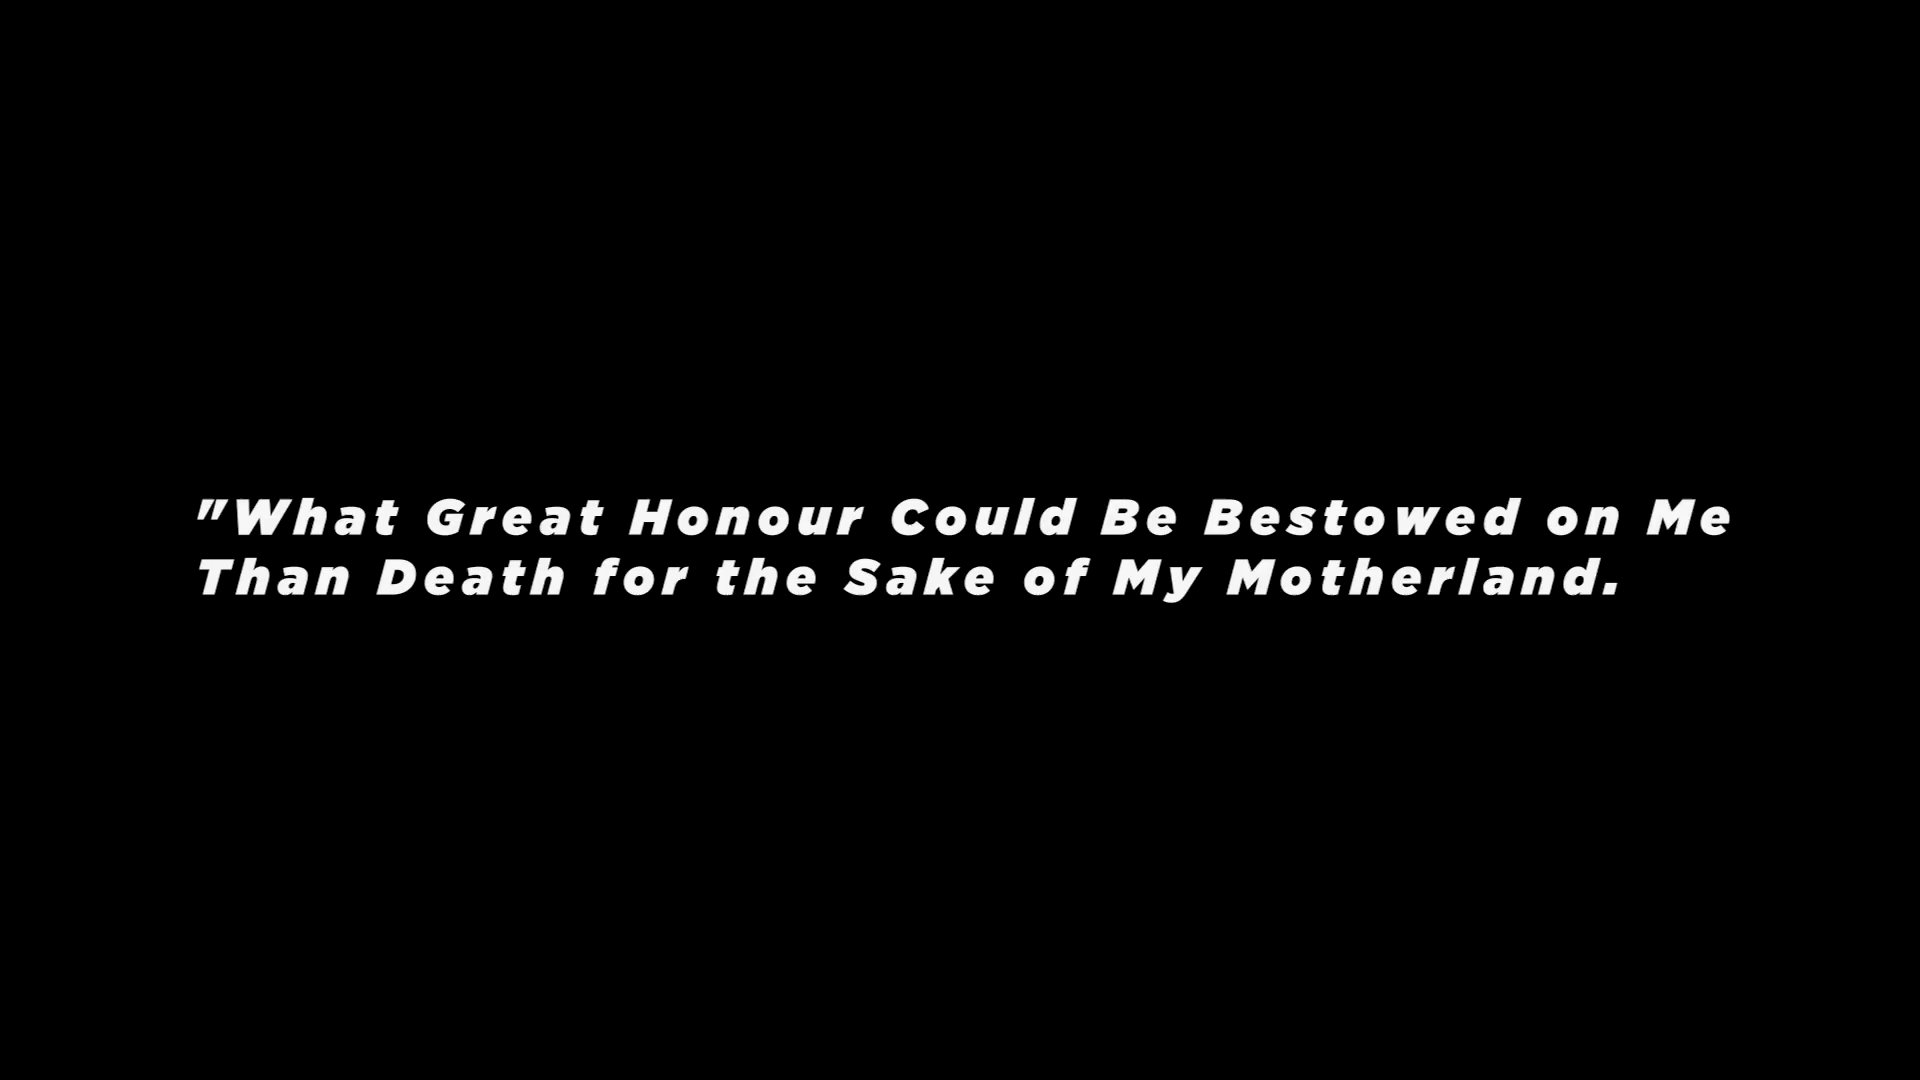 "What Great Honour Could Be Bestowed on Me
Than Death for the Sake of My Motherland.